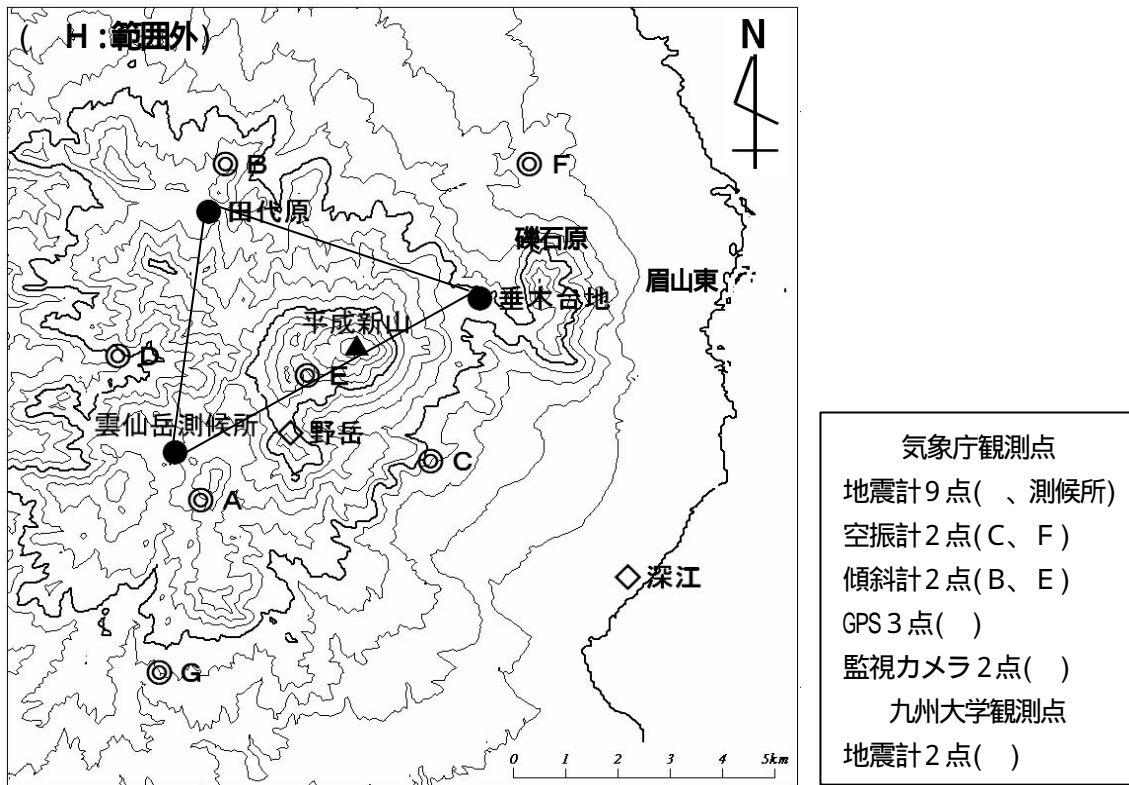 ( H:範囲外)
N
B
F
田代原
礫石原
眉山東
垂木台地
平成新山
D
E
雲仙岳測候所
野岳
C
A
深江
G
0 1 2 3 4 5km
気象庁観測点
地震計9点( 、測候所)
空振計2点(C、F)
傾斜計2点(B、E)
GPS3点( )
監視カメラ2点( )
九州大学観測点
地震計2点( )